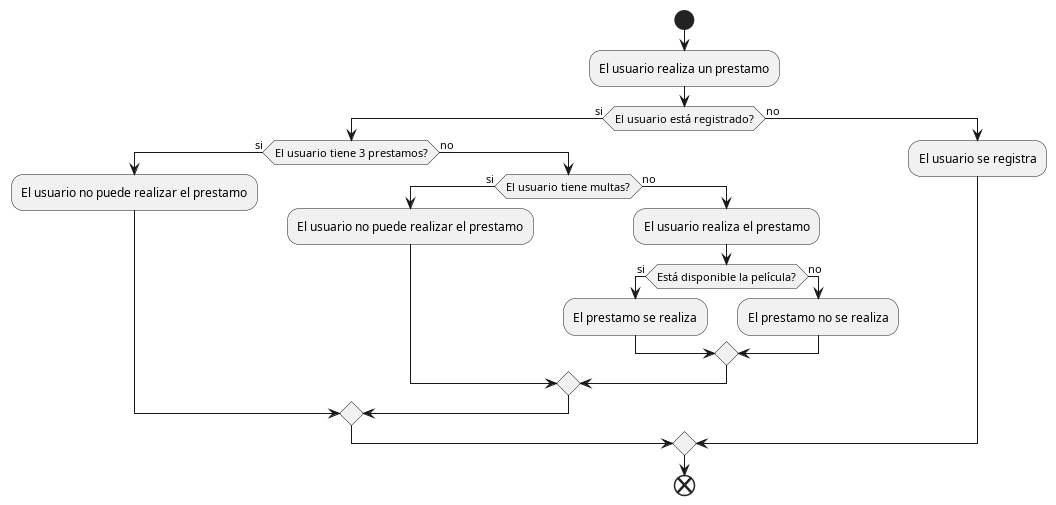 El usuario realiza un prestamo
si
El usuario está registrado?
no
si
El usuario tiene 3 prestamos?
no
El usuario se registra
si
El usuario tiene multas?
no
El usuario no puede realizar el prestamo
El usuario no puede realizar el prestamo
El usuario realiza el prestamo
si
Está disponible la película?
no
El prestamo se realiza
El prestamo no se realiza